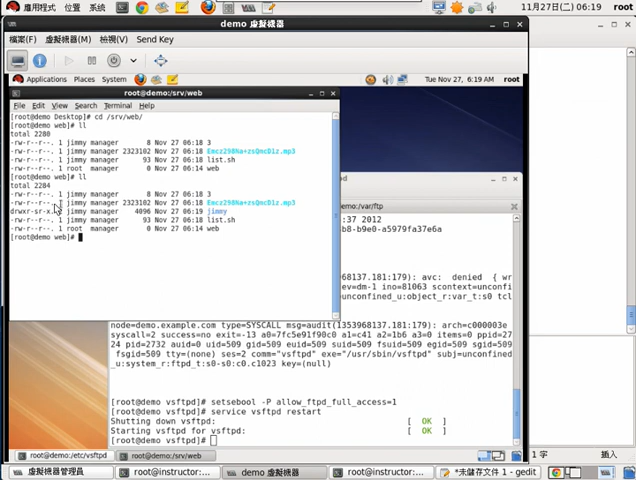 應用程式 位置 系統 11月27日(二) 06:19 root
demo 虛擬機器
檔案(F) 虛擬機器(M) 檢視(V) Send Key
Applications Places System Tue Nov 27, 6:19 AM root
root@demo:/srv/web
File Edit View Search Terminal Help
[root@demo Desktop]# cd /srv/web/
[root@demo web]# ll
total 2280
-rw-r--r--. 1 jimmy manager 8 Nov 27 06:18 3
-rw-r--r--. 1 jimmy manager 2323102 Nov 27 06:18 Emcz298Na+zsQmcDiz.mp3
-rw-r--r--. 1 jimmy manager 93 Nov 27 06:18 list.sh
-rw-r--r--. 1 root manager 0 Nov 27 06:18 web
[root@demo web]# ll
total 2284
-rw-r--r--. 1 jimmy manager 8 Nov 27 06:18 3
-rw-r--r--. 1 jimmy manager 2323102 Nov 27 06:18 Emcz298Na+zsQmcDiz.mp3
drwxr-sr-x. 2 jimmy manager 4096 Nov 27 06:19 jimmy
-rw-r--r--. 1 jimmy manager 93 Nov 27 06:18 list.sh
-rw-r--r--. 1 root manager 0 Nov 27 06:18 web
[root@demo web]#
demo:/var/ftp
:37 2012
b8-b9e0-a5979fa37e6a
968137.181:179): avc: denied { wr
ev=dm-1 ino=81063 scontext=unconfi
unconfined_u:object_r:var_t:s0 tcl
node=demo.example.com type=SYSCALL msg=audit(1353968137.181:179): arch=c000003e
syscall=2 success=no exit=-13 a0=7fc5e91f90c0 a1=c41 a2=1b6 a3=0 items=0 ppid=27
24 pid=2732 auid=0 uid=509 gid=509 euid=509 suid=509 fsuid=509 egid=509 sgid=509
fsgid=509 tty=(none) ses=2 comm="vsftpd" exe="/usr/sbin/vsftpd" subj=unconfined
_u:system_r:ftpd_t:s0-s0:c0.c1023 key=(null)
[root@demo vsftpd]# setsebool -P allow_ftpd_full_access=1
[root@demo vsftpd]# service vsftpd restart
Shutting down vsftpd: [ OK ]
Starting vsftpd for vsftpd: [ OK ]
[root@demo vsftpd]#
root@demo:/etc/vsftpd root@demo:/srv/web 1 字 插入
虛擬機器管理員 root@instructor:... demo 虛擬機器 root@instructor:... *未儲存文件 1 - gedit